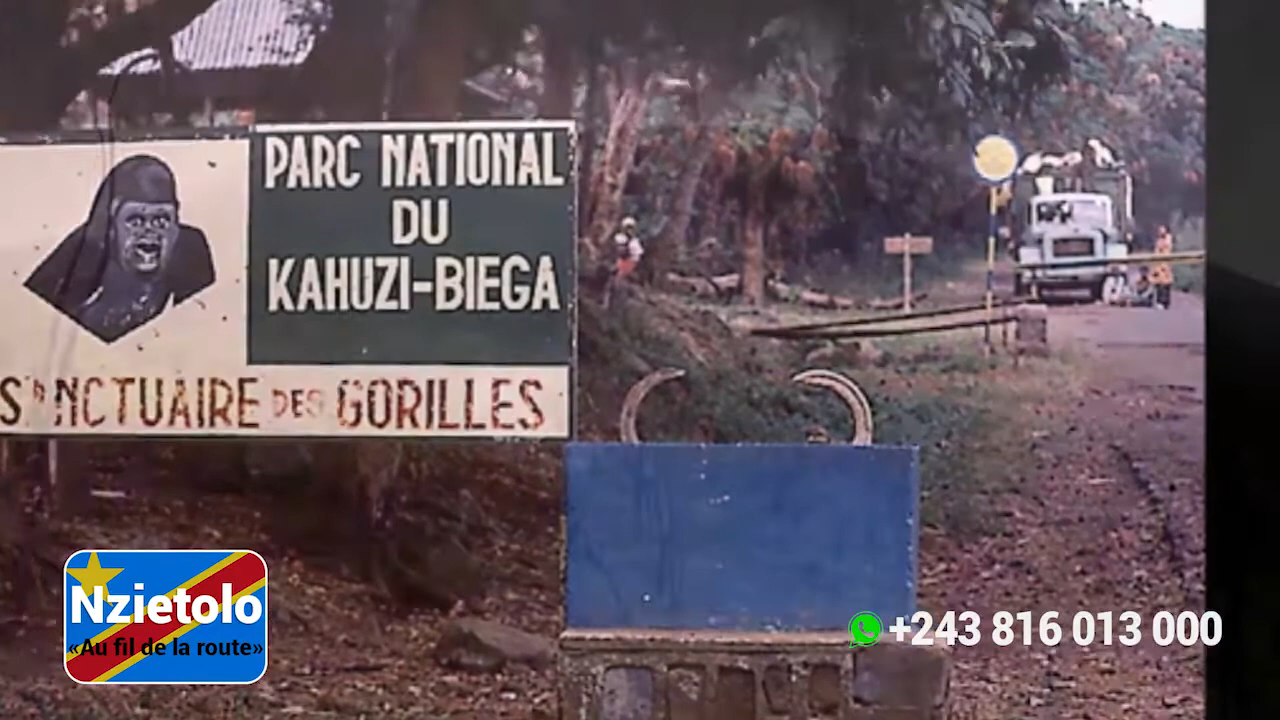 PARC NATIONAL
DU
KAHUZI-BIEGA
SANCTUAIRE DES GORILLES
Nzietolo
«Au fil de la route»
+243 816 013 000